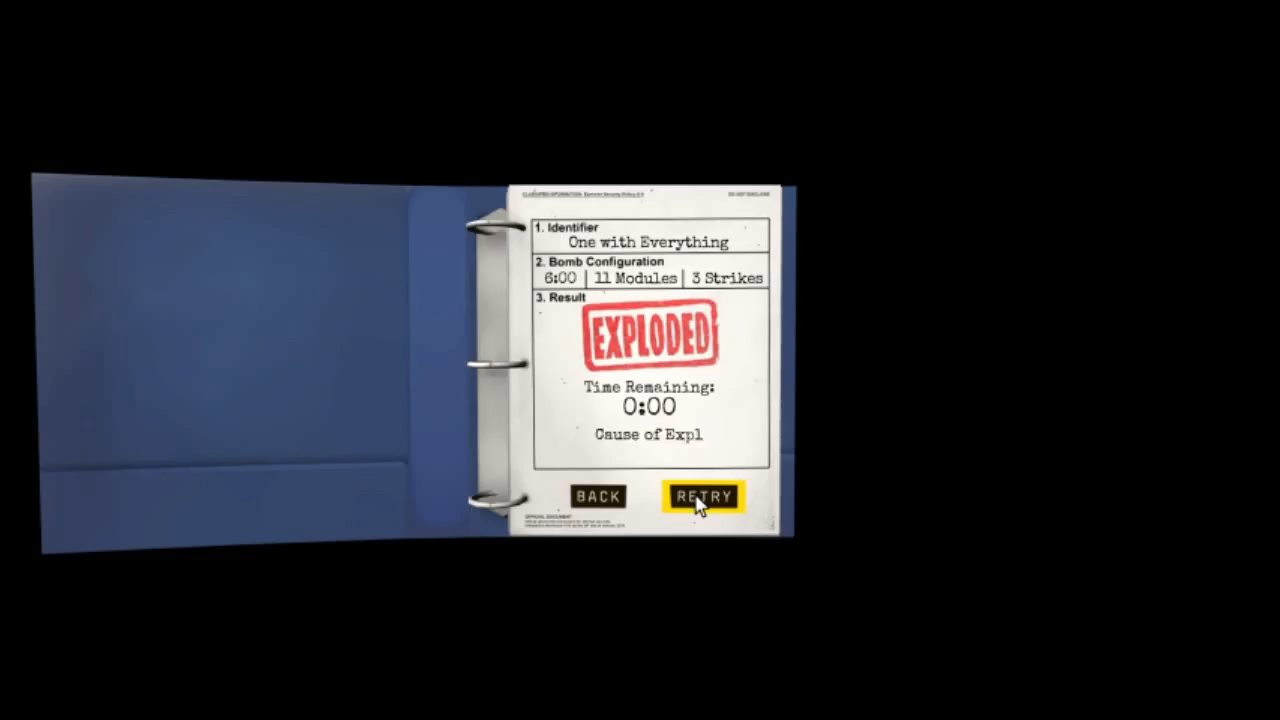 1. Identifier
One with Everything
2. Bomb Configuration
6:00 11 Modules 3 Strikes
3. Result
EXPLODED
Time Remaining:
0:00
Cause of Expl
BACK RETRY